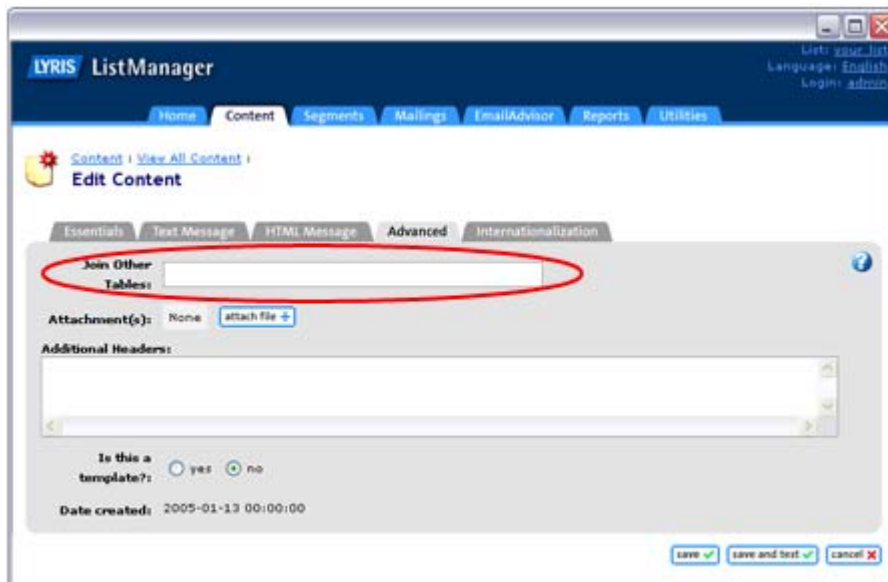 List: your_list
LYRIS ListManager
Language: English
Login: admin
Home Content Segments Mailings EmailAdvisor Reports Utilities
Content : View All Content :
Edit Content
Essentials Text Message HTML Message Advanced Internationalization
Join Other
Tables:
Attachment(s): None attach file +
Additional Headers:
Is this a
template?: yes no
Date created: 2005-01-13 00:00:00
save save and test cancel